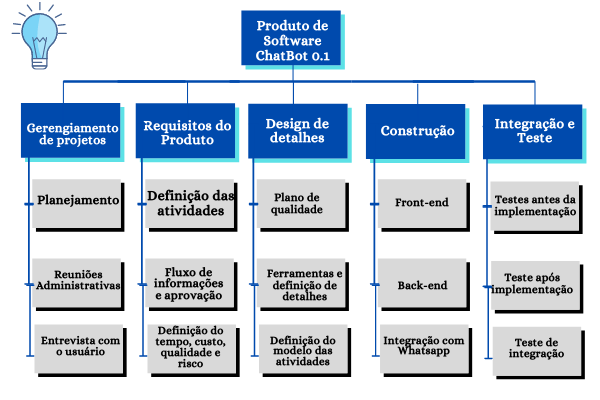 Produto de
Software
ChatBot 0.1
Gerengiamento
de projetos
Requisitos do
Produto
Design de
detalhes
Construção
Integração e
Teste
Planejamento
Definição das
atividades
Plano de
qualidade
Front-end
Testes antes da
implementação
Reuniões
Administrativas
Fluxo de
informações
e aprovação
Ferramentas e
definição de
detalhes
Back-end
Teste após
implementação
Entrevista com
o usuário
Definição do
tempo, custo,
qualidade e
risco
Definição do
modelo das
atividades
Integração com
Whatsapp
Teste de
integração